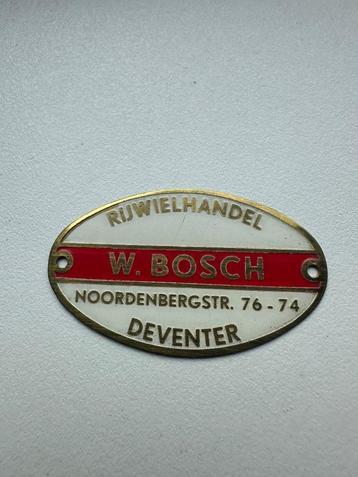 RIJWIELHANDEL
W. BOSCH
NOORDENBERGSTR. 76-74
DEVENTER